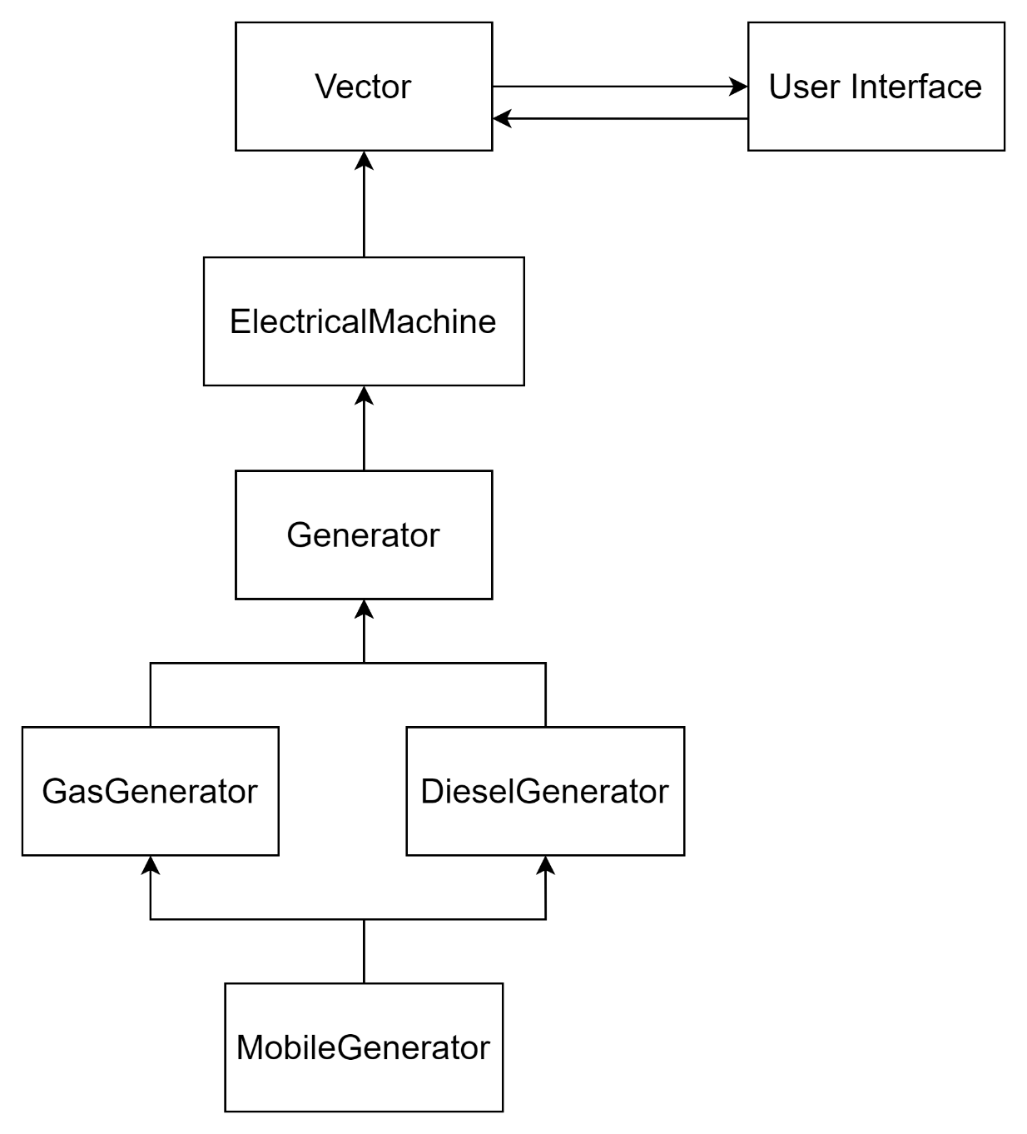 Vector
User Interface
ElectricalMachine
Generator
GasGenerator
DieselGenerator
MobileGenerator